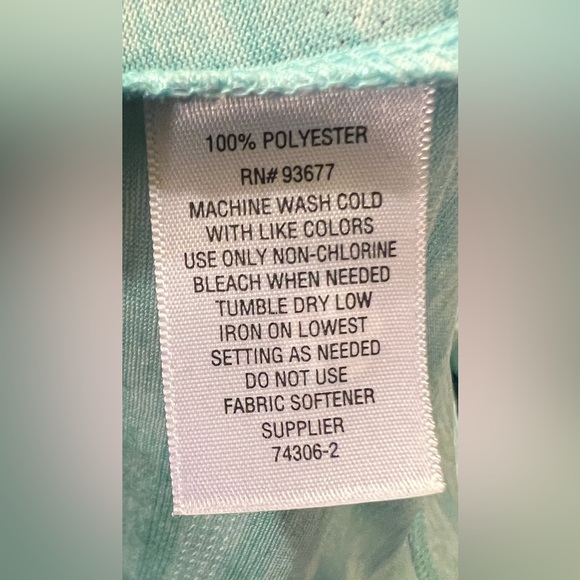 100% POLYESTER
RN# 93677
MACHINE WASH COLD
WITH LIKE COLORS
USE ONLY NON-CHLORINE
BLEACH WHEN NEEDED
TUMBLE DRY LOW
IRON ON LOWEST
SETTING AS NEEDED
DO NOT USE
FABRIC SOFTENER
SUPPLIER
74306-2